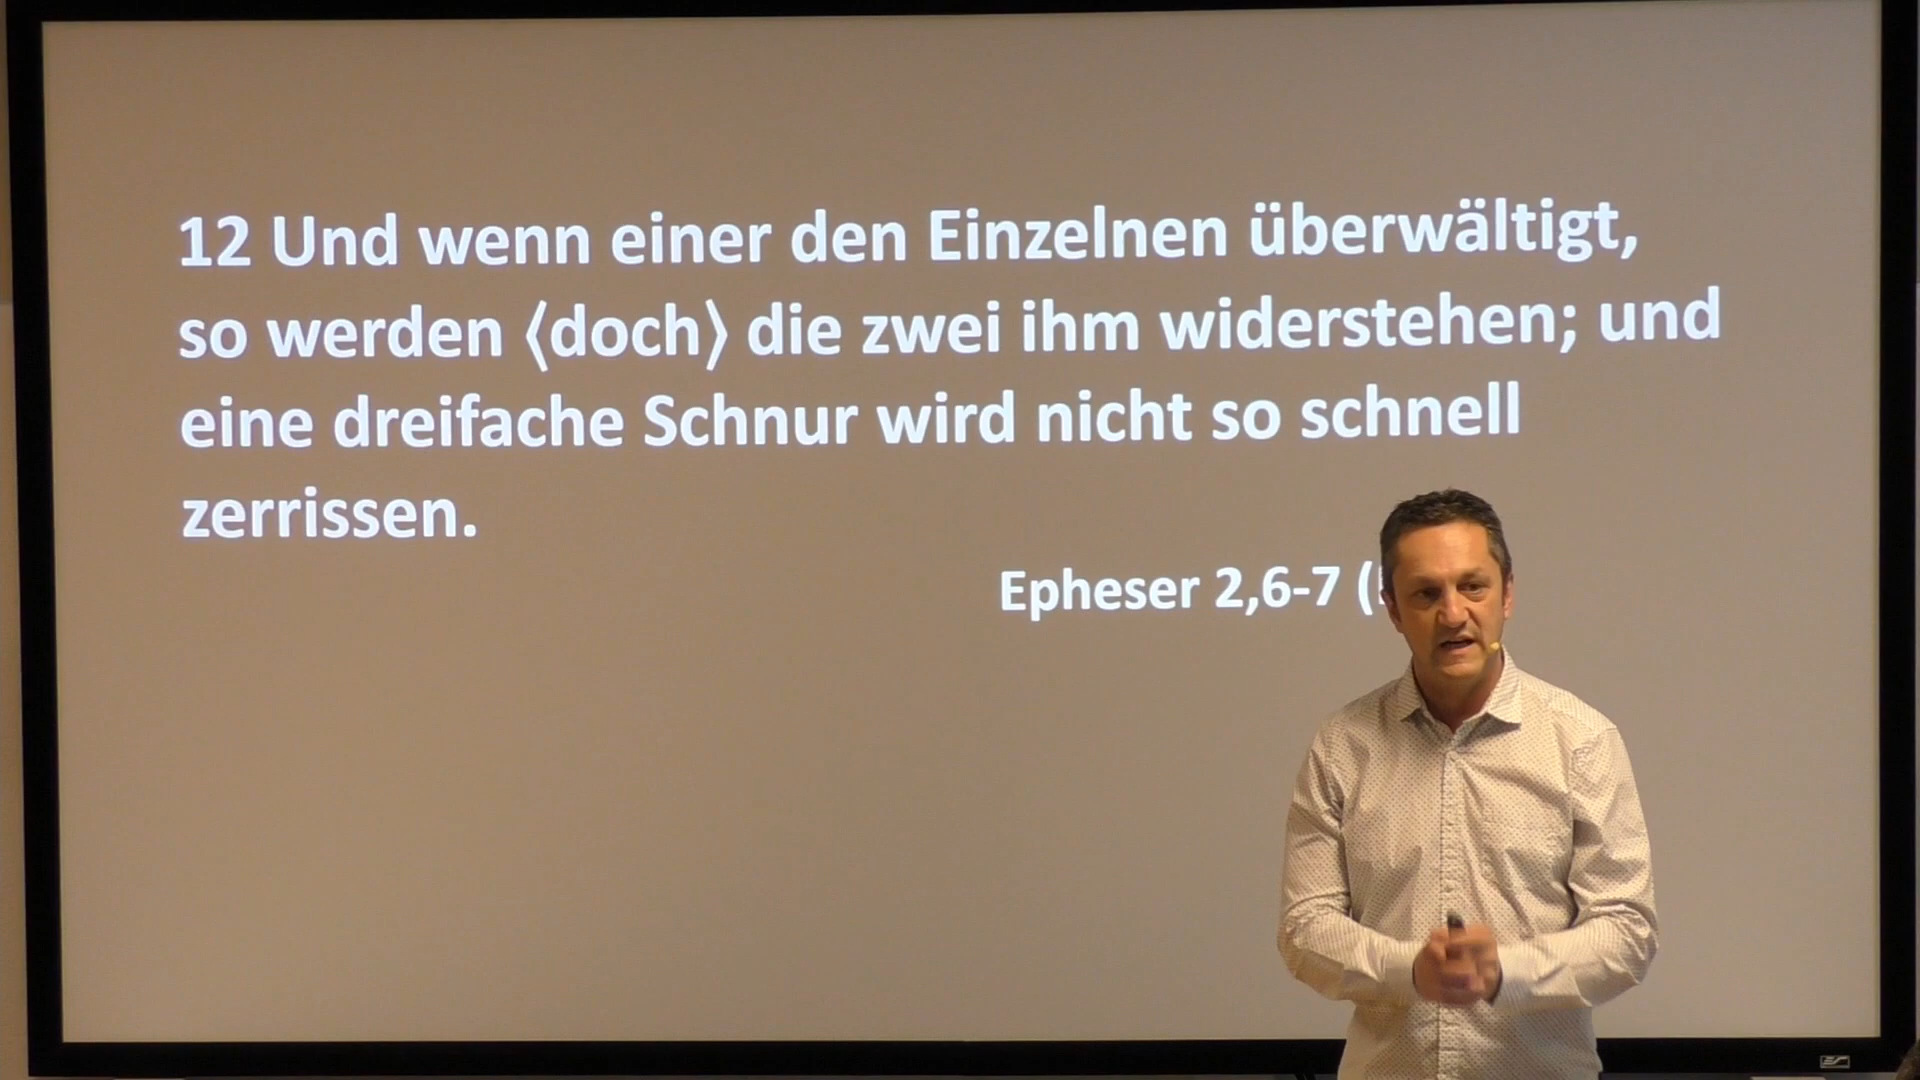 12 Und wenn einer den Einzelnen überwältigt,
so werden ⟨doch⟩ die zwei ihm widerstehen; und
eine dreifache Schnur wird nicht so schnell
zerrissen.
Epheser 2,6-7 (